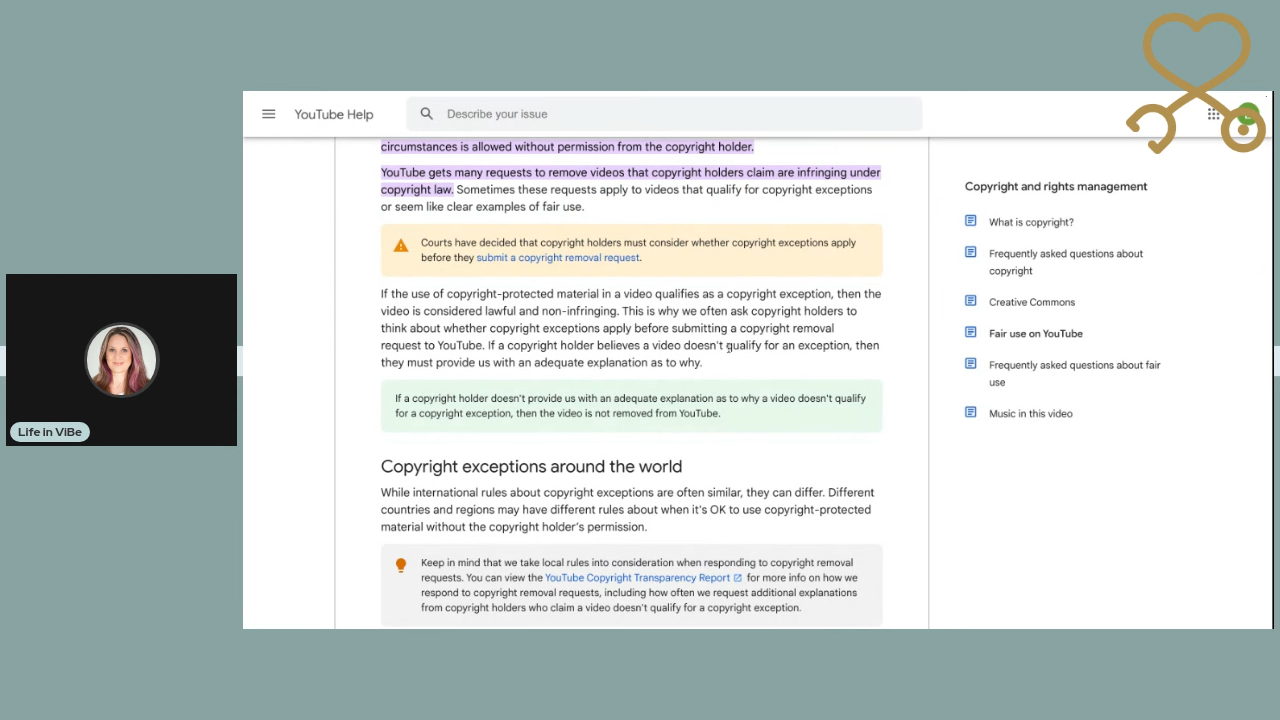 YouTube Help
Describe your issue
circumstances is allowed without permission from the copyright holder.
YouTube gets many requests to remove videos that copyright holders claim are infringing under
copyright law. Sometimes these requests apply to videos that qualify for copyright exceptions
or seem like clear examples of fair use.
Courts have decided that copyright holders must consider whether copyright exceptions apply
before they submit a copyright removal request.
If the use of copyright-protected material in a video qualifies as a copyright exception, then the
video is considered lawful and non-infringing. This is why we often ask copyright holders to
think about whether copyright exceptions apply before submitting a copyright removal
request to YouTube. If a copyright holder believes a video doesn't qualify for an exception, then
they must provide us with an adequate explanation as to why.
If a copyright holder doesn't provide us with an adequate explanation as to why a video doesn't qualify
for a copyright exception, then the video is not removed from YouTube.
Copyright exceptions around the world
While international rules about copyright exceptions are often similar, they can differ. Different
countries and regions may have different rules about when it's OK to use copyright-protected
material without the copyright holder's permission.
Keep in mind that we take local rules into consideration when responding to copyright removal
requests. You can view the YouTube Copyright Transparency Report for more info on how we
respond to copyright removal requests, including how often we request additional explanations
from copyright holders who claim a video doesn't qualify for a copyright exception.
Copyright and rights management
What is copyright?
Frequently asked questions about
copyright
Creative Commons
Fair use on YouTube
Frequently asked questions about fair
use
Music in this video
Life in ViBe